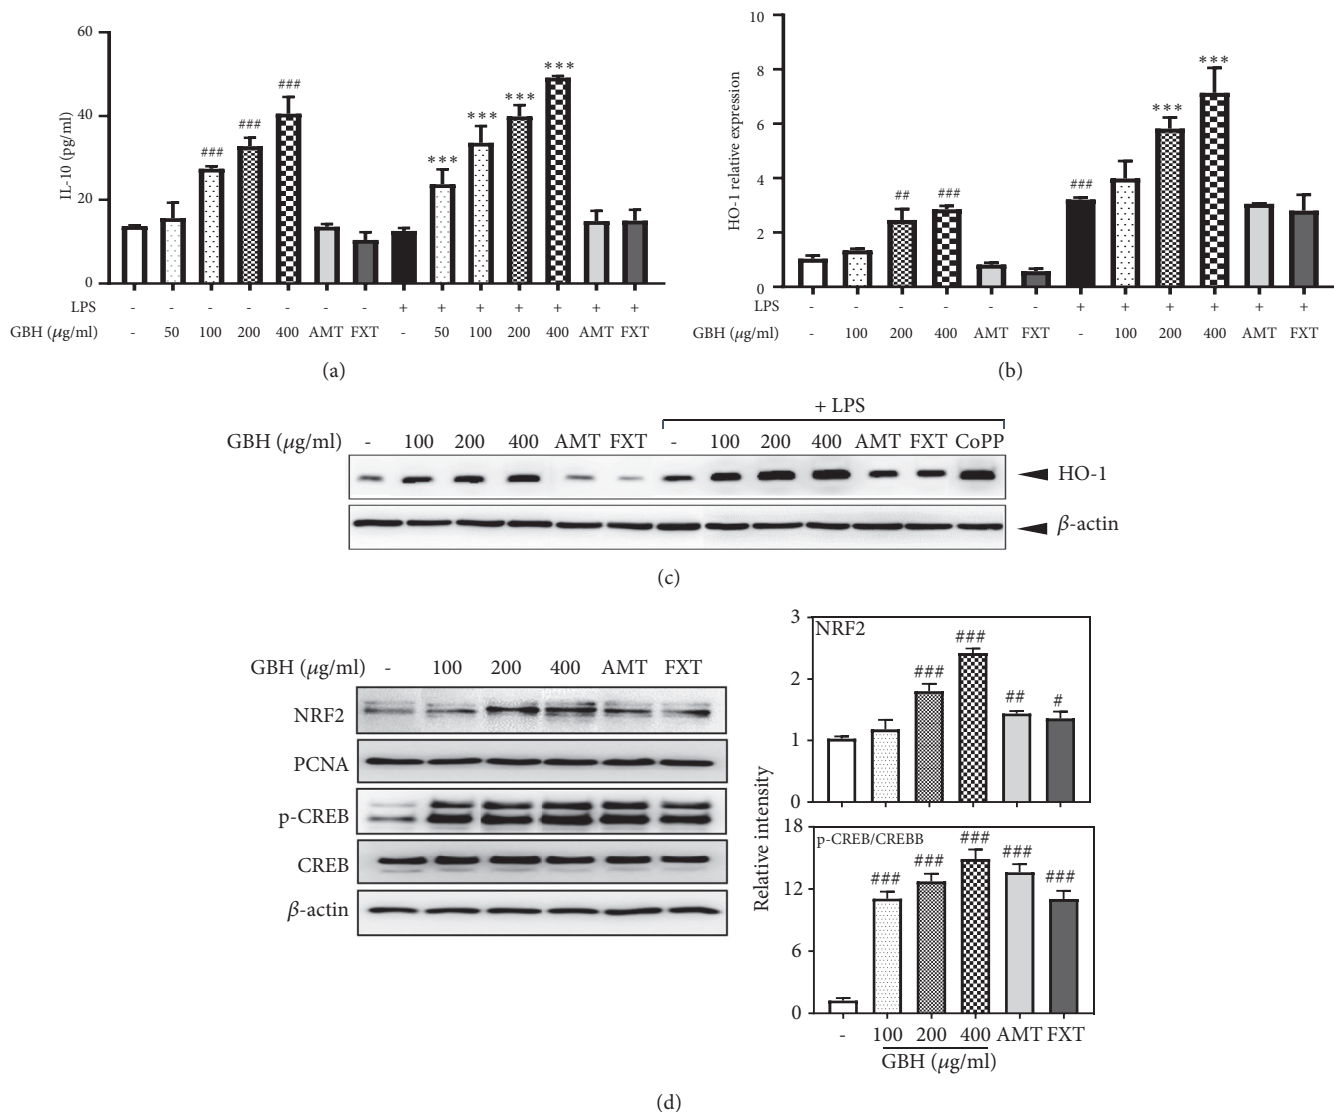 60
40
20
0
IL-10 (pg/ml)
### ### ### *** *** *** ***
LPS - - - - - - - + + + + + + +
GBH (μg/ml) - 50 100 200 400 AMT FXT - 50 100 200 400 AMT FXT
(a)
10
8
6
4
2
0
HO-1 relative expression
## ### ### *** ***
LPS - - - - - - + + + + + +
GBH (μg/ml) - 100 200 400 AMT FXT - 100 200 400 AMT FXT
(b)
+ LPS
GBH (μg/ml) - 100 200 400 AMT FXT - 100 200 400 AMT FXT CoPP
HO-1
β-actin
(c)
GBH (μg/ml) - 100 200 400 AMT FXT
NRF2
PCNA
p-CREB
CREB
β-actin
Relative intensity
3
2
1
0
NRF2
### ### ## #
18
12
6
0
p-CREB/CREBB
### ### ### ### ###
- 100 200 400 AMT FXT
GBH (μg/ml)
(d)